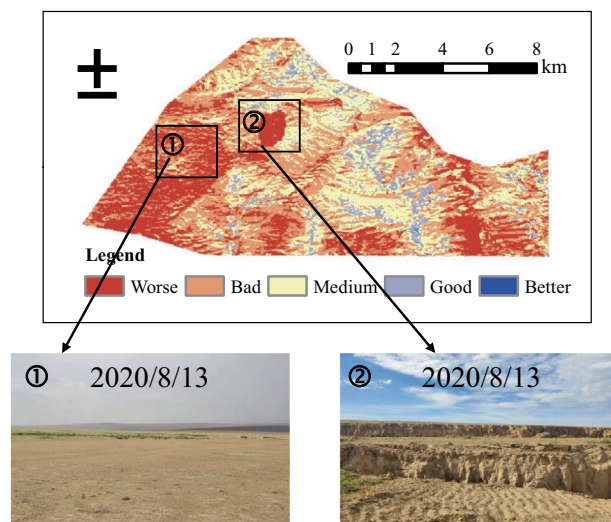 ±
0 1 2 4 6 8
km
①
②
Legend
Worse Bad Medium Good Better
① 2020/8/13
② 2020/8/13